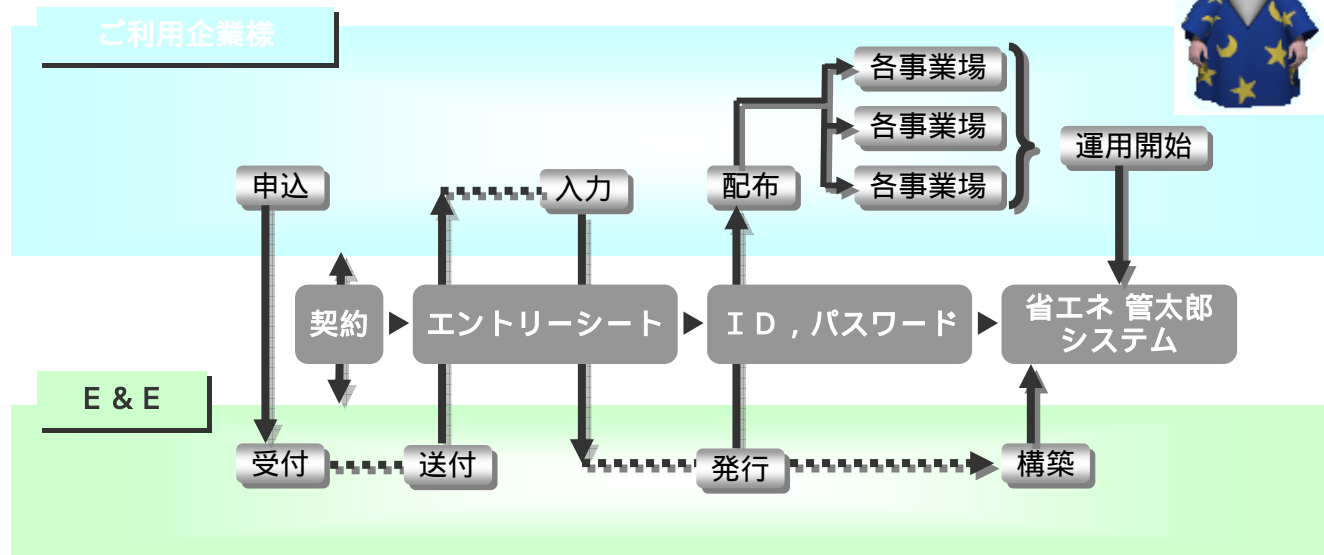 ご利用企業様
各事業場
各事業場
各事業場
運用開始
申込
入力
配布
契約
エントリーシート
ＩＤ，パスワード
省エネ 管太郎
システム
Ｅ＆Ｅ
受付
送付
発行
構築